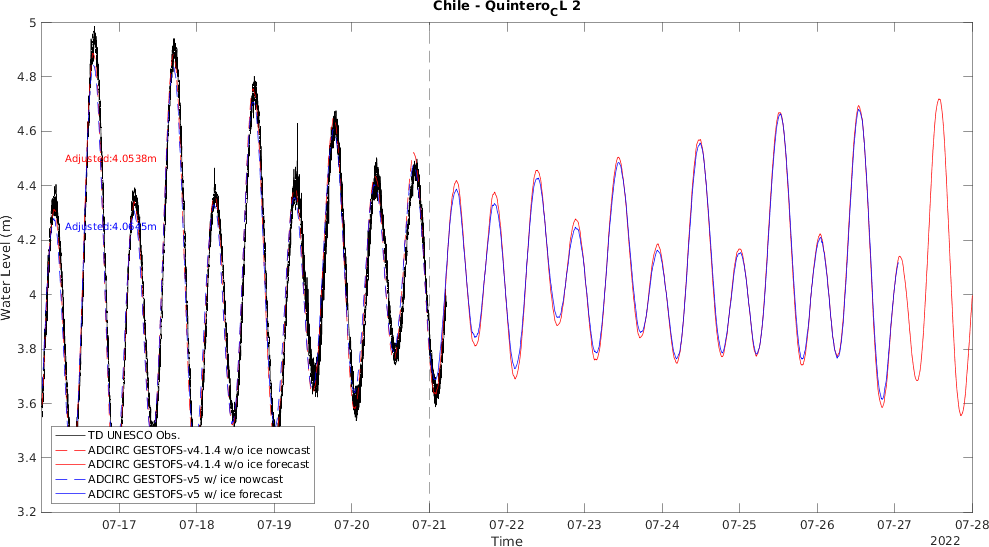 Chile - Quintero_CL 2
5
4.8
4.6
4.4
4.2
4
3.8
3.6
3.4
3.2
Water Level (m)
Adjusted:4.0538m
Adjusted:4.0645m
TD UNESCO Obs.
ADCIRC GESTOFS-v4.1.4 w/o ice nowcast
ADCIRC GESTOFS-v4.1.4 w/o ice forecast
ADCIRC GESTOFS-v5 w/ ice nowcast
ADCIRC GESTOFS-v5 w/ ice forecast
07-17 07-18 07-19 07-20 07-21 07-22 07-23 07-24 07-25 07-26 07-27 07-28
Time
2022